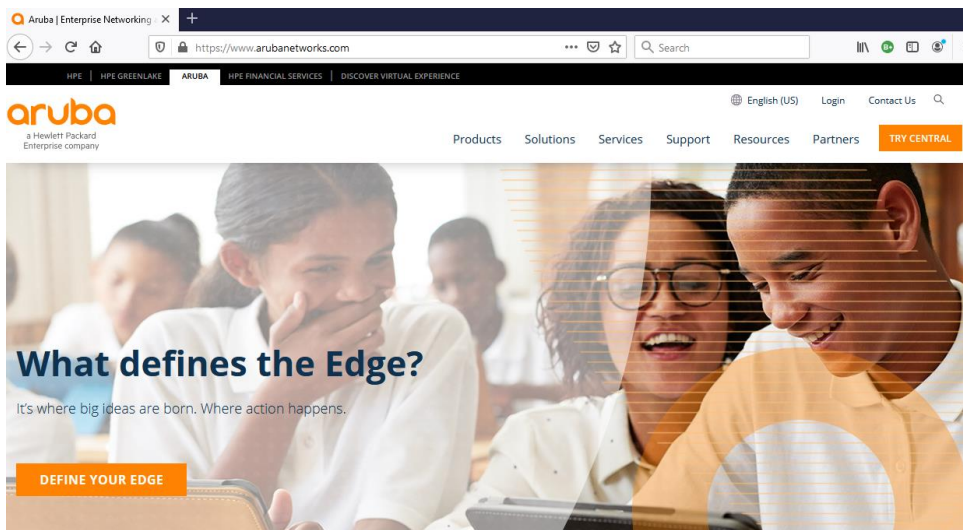 Aruba | Enterprise Networking
https://www.arubanetworks.com
Search
HPE | HPE GREENLAKE ARUBA HPE FINANCIAL SERVICES | DISCOVER VIRTUAL EXPERIENCE
English (US) Login Contact Us
aruba
a Hewlett Packard
Enterprise company
Products Solutions Services Support Resources Partners TRY CENTRAL
What defines the Edge?
It's where big ideas are born. Where action happens.
DEFINE YOUR EDGE